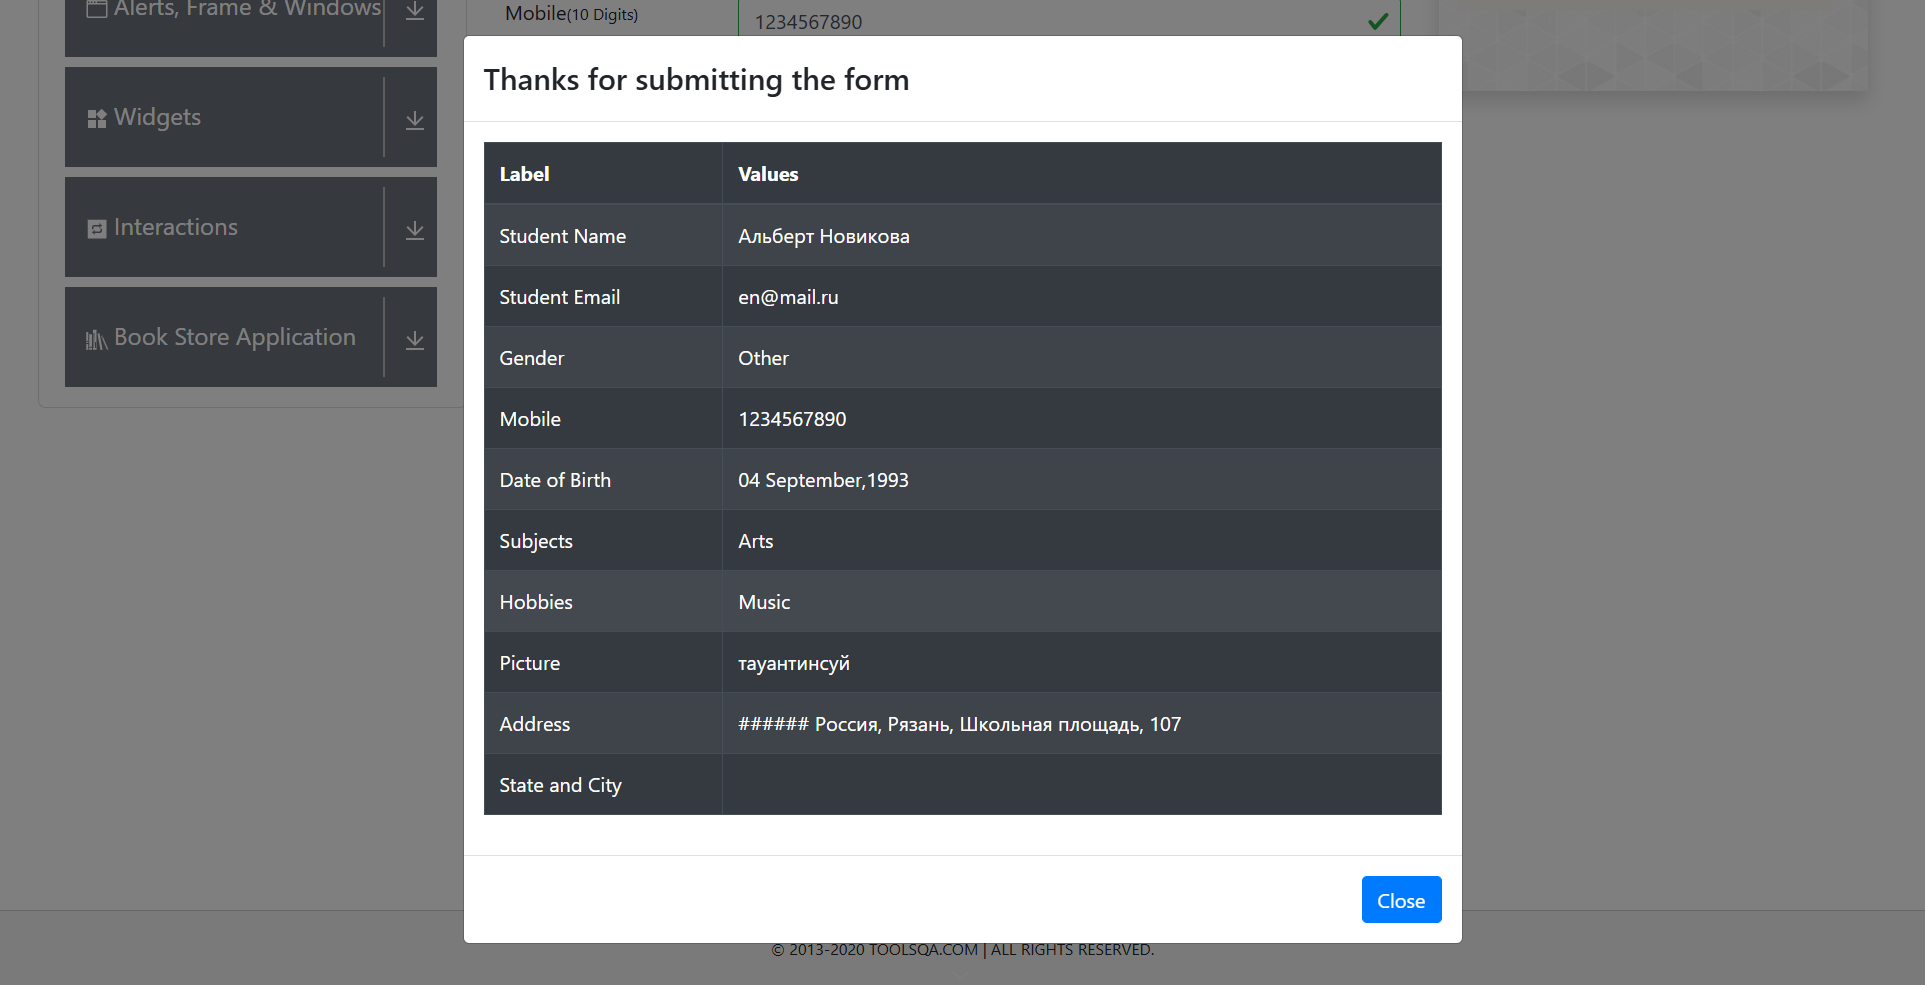 Alerts, Frame & Windows
Widgets
Interactions
Book Store Application
Mobile(10 Digits) 1234567890
Thanks for submitting the form
Label Values
Student Name Альберт Новикова
Student Email en@mail.ru
Gender Other
Mobile 1234567890
Date of Birth 04 September,1993
Subjects Arts
Hobbies Music
Picture тауантинсуй
Address ###### Россия, Рязань, Школьная площадь, 107
State and City
Close
© 2013-2020 TOOLSQA.COM | ALL RIGHTS RESERVED.